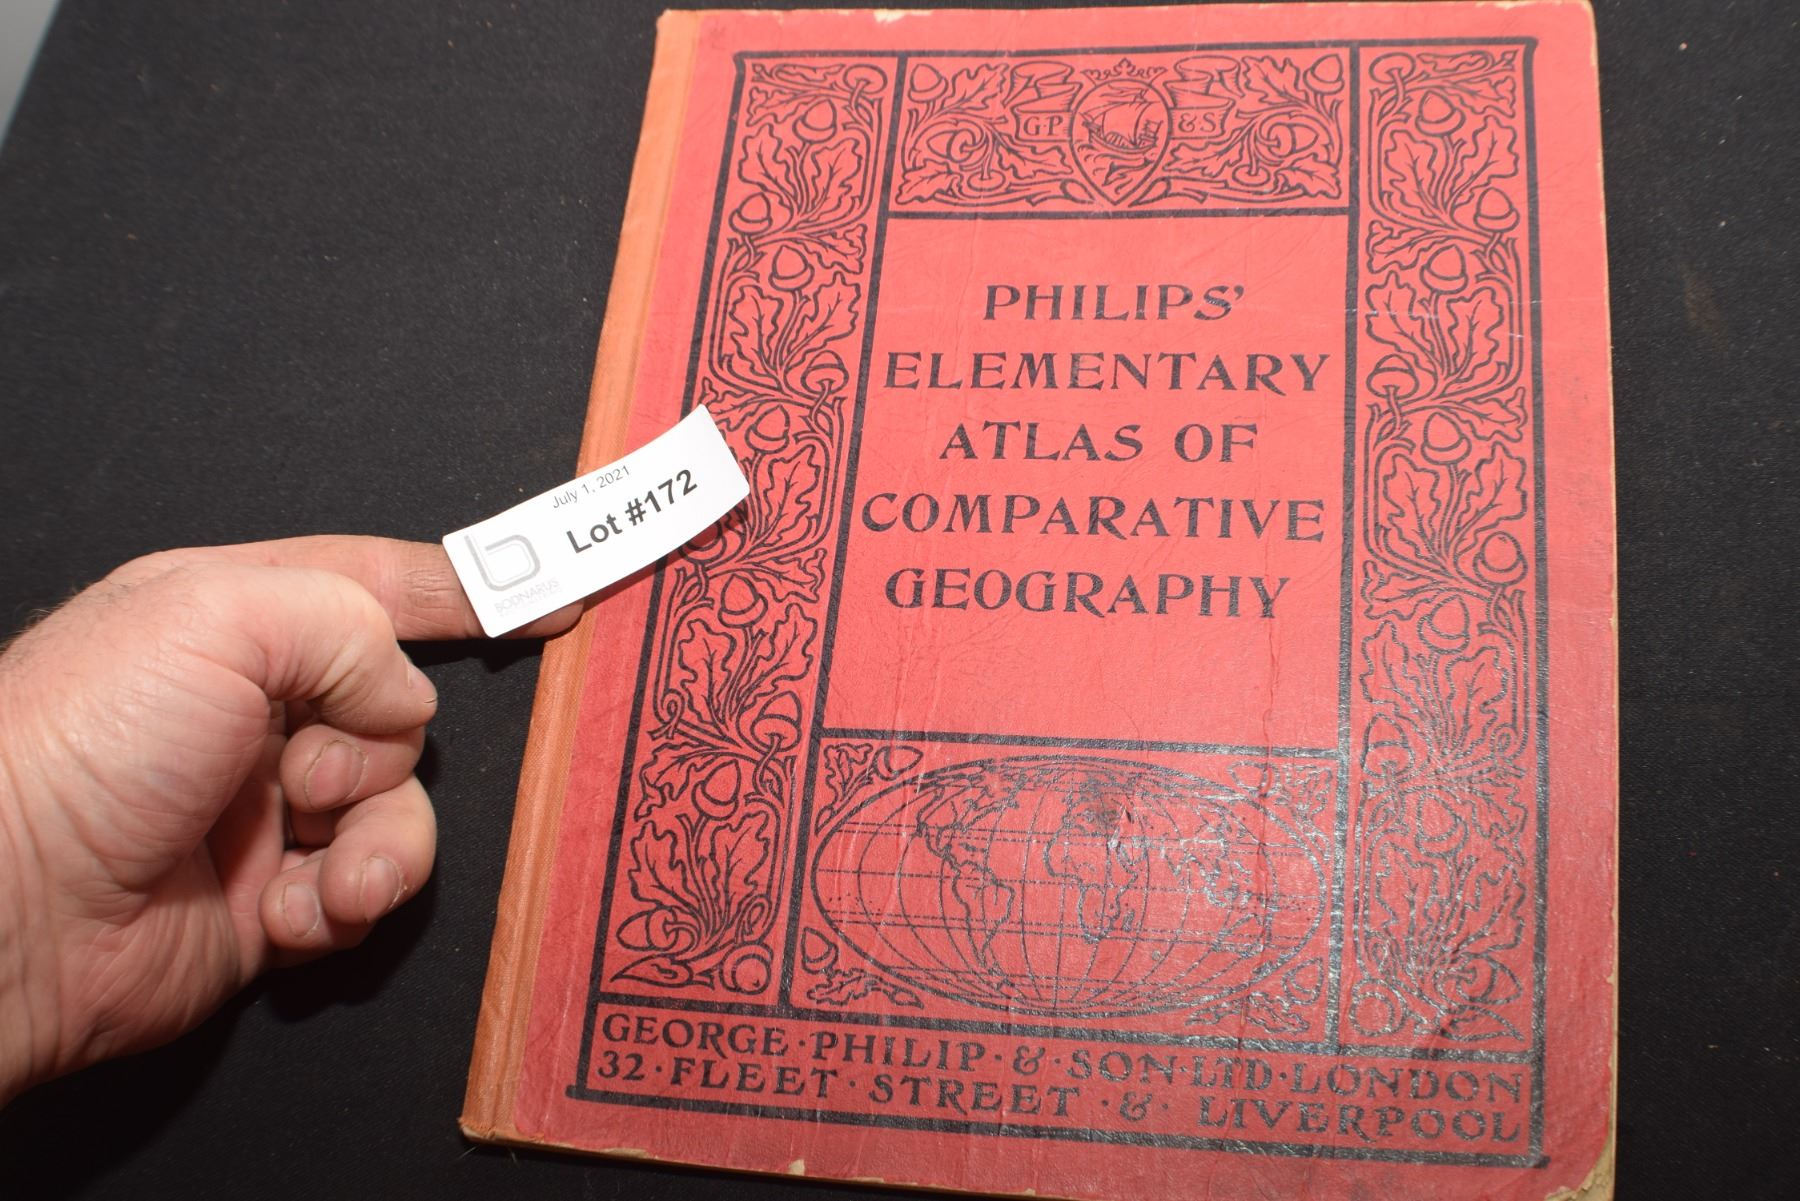 GP & S
PHILIPS'
ELEMENTARY
ATLAS OF
COMPARATIVE
GEOGRAPHY
GEORGE·PHILIP·&·SON·LTD·LONDON
32·FLEET·STREET·&·LIVERPOOL
July 1, 2021
Lot #172
BODNARUS